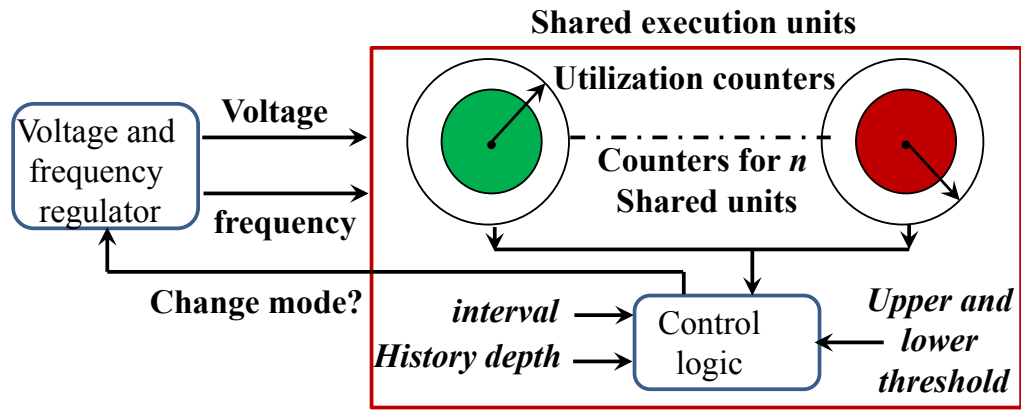 Shared execution units
Utilization counters
Voltage
Voltage and
frequency
regulator
Counters for n
Shared units
frequency
Change mode?
interval
History depth
Control
logic
Upper and
lower
threshold